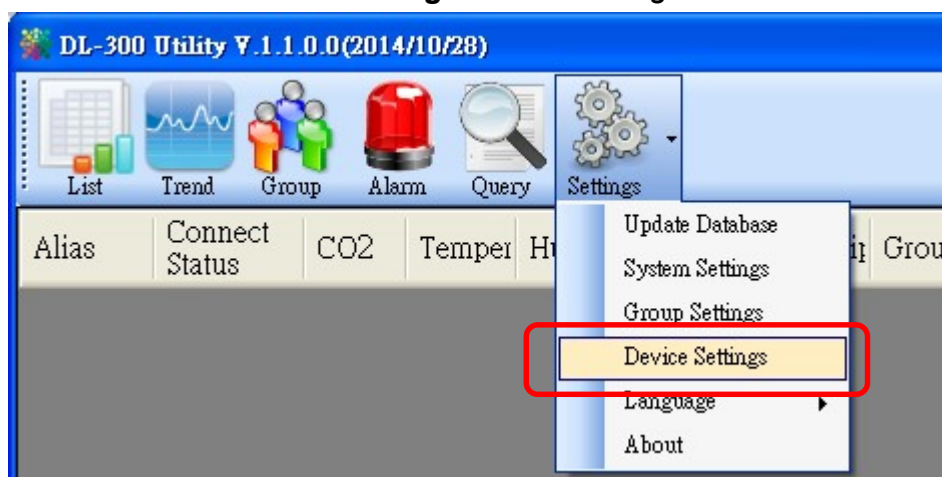 DL-300 Utility V.1.1.0.0(2014/10/28)
List Trend Group Alarm Query Settings
Alias Connect Status CO2 Temper Grou
Update Database
System Settings
Group Settings
Device Settings
Language
About